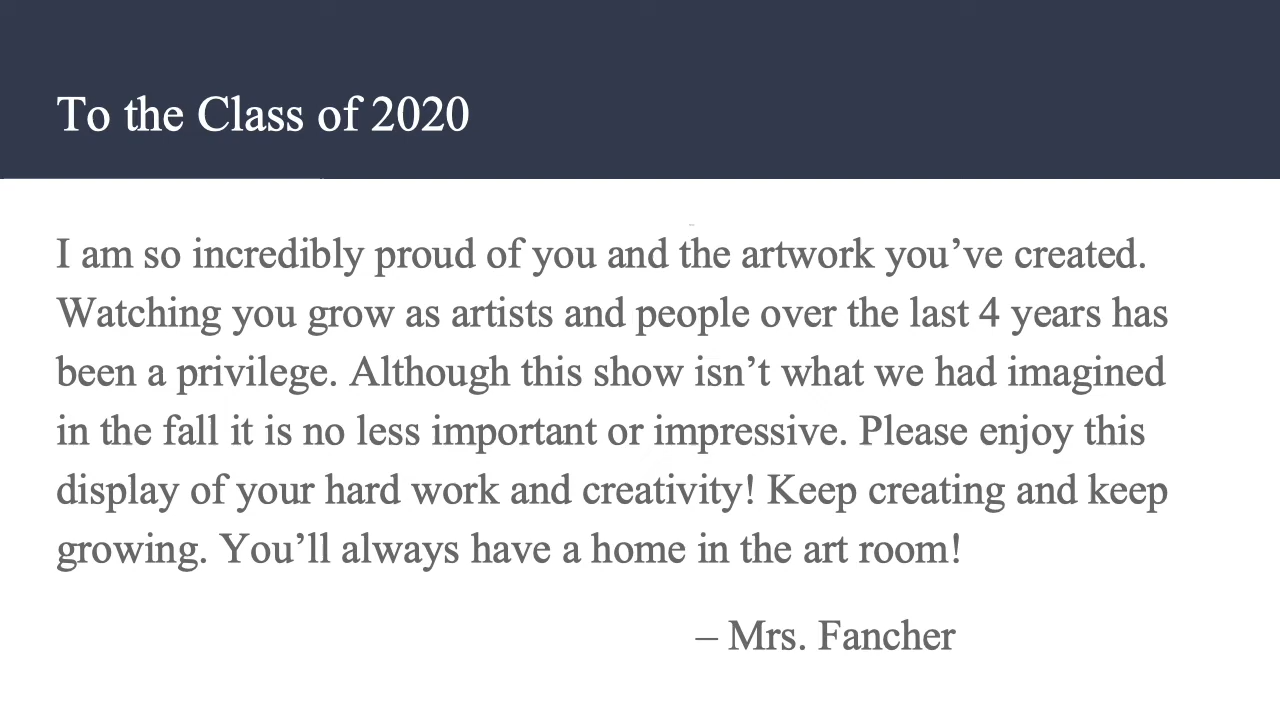 To the Class of 2020
I am so incredibly proud of you and the artwork you’ve created.
Watching you grow as artists and people over the last 4 years has
been a privilege. Although this show isn’t what we had imagined
in the fall it is no less important or impressive. Please enjoy this
display of your hard work and creativity! Keep creating and keep
growing. You’ll always have a home in the art room!
– Mrs. Fancher